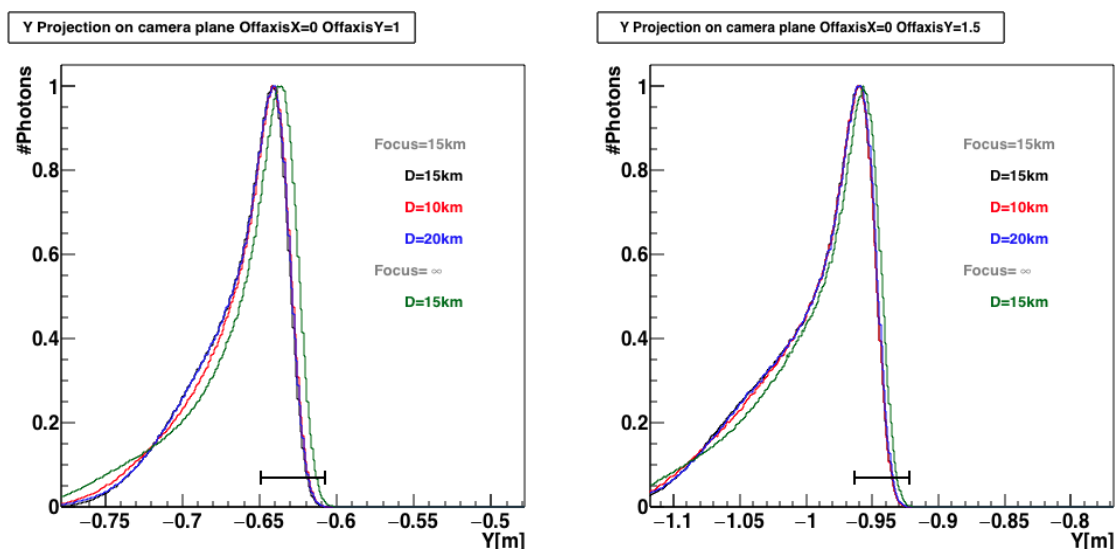 Y Projection on camera plane OffaxisX=0 OffaxisY=1
#Photons
1
0.8
0.6
0.4
0.2
0
Focus=15km
D=15km
D=10km
D=20km
Focus= ∞
D=15km
−0.75 −0.7 −0.65 −0.6 −0.55 −0.5
Y[m]
Y Projection on camera plane OffaxisX=0 OffaxisY=1.5
#Photons
1
0.8
0.6
0.4
0.2
0
Focus=15km
D=15km
D=10km
D=20km
Focus= ∞
D=15km
−1.1 −1.05 −1 −0.95 −0.9 −0.85 −0.8
Y[m]